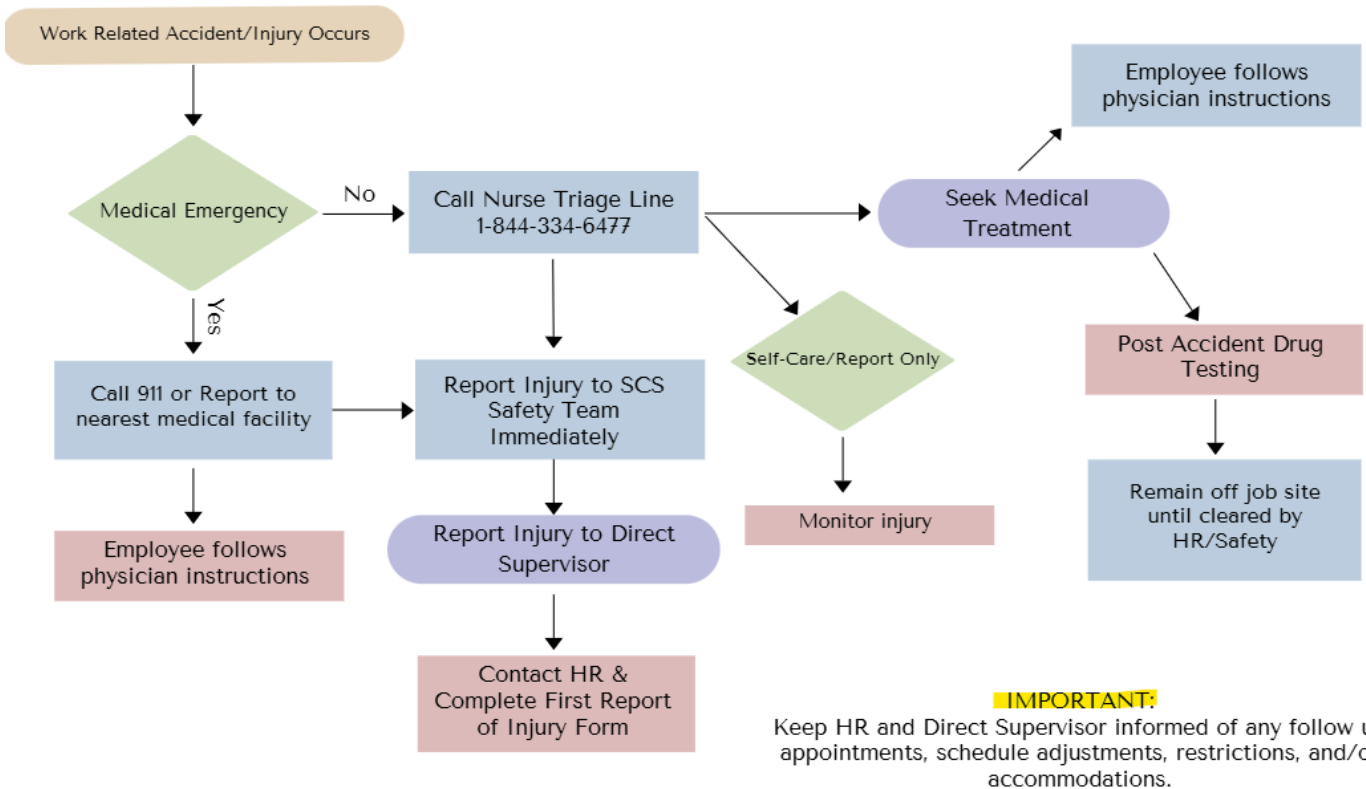 Work Related Accident/Injury Occurs
Employee follows
physician instructions
Medical Emergency
No
Call Nurse Triage Line
1-844-334-6477
Seek Medical
Treatment
Yes
Self-Care/Report Only
Post Accident Drug
Testing
Call 911 or Report to
nearest medical facility
Report Injury to SCS
Safety Team
Immediately
Monitor injury
Remain off job site
until cleared by
HR/Safety
Employee follows
physician instructions
Report Injury to Direct
Supervisor
Contact HR &
Complete First Report
of Injury Form
IMPORTANT:
Keep HR and Direct Supervisor informed of any follow
appointments, schedule adjustments, restrictions,
accommodations.